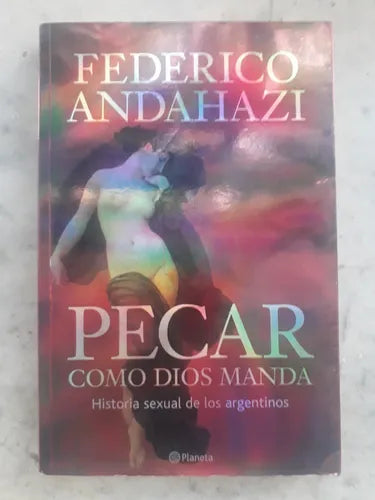 FEDERICO
ANDAHAZI
PECAR
COMO DIOS MANDA
Historia sexual de los argentinos
Planeta